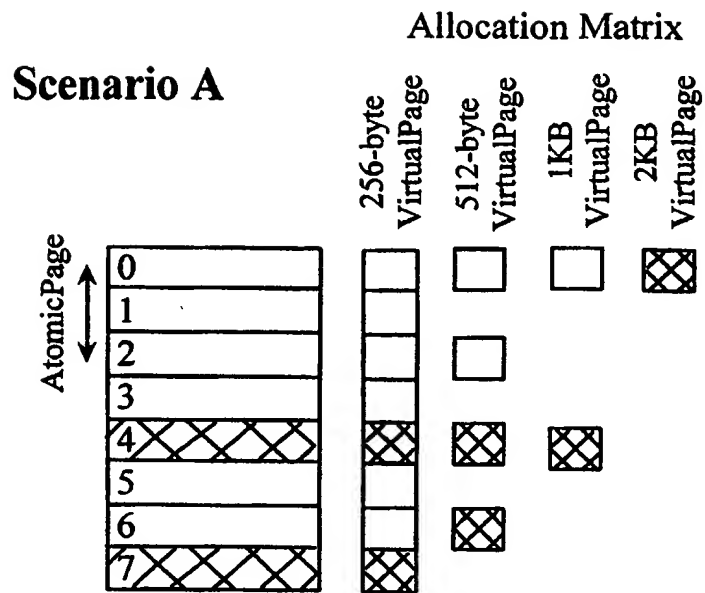 Allocation Matrix
Scenario A
256-byte
VirtualPage
512-byte
VirtualPage
1KB
VirtualPage
2KB
VirtualPage
AtomicPage
0
1
2
3
4
5
6
7